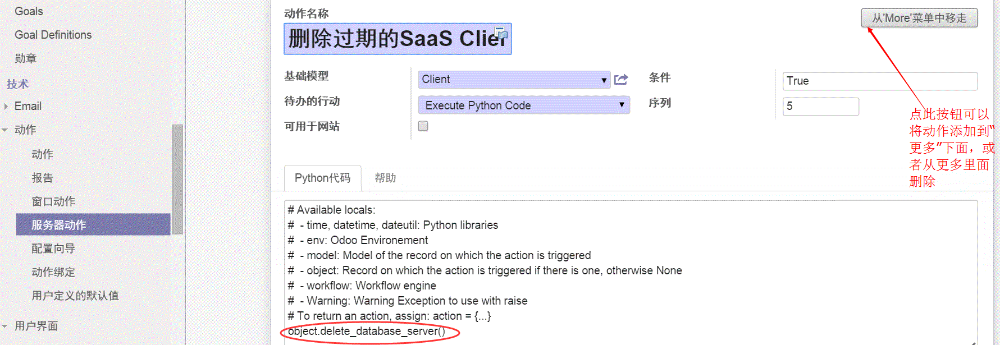 Goals
Goal Definitions
勋章
技术
Email
动作
动作
报告
窗口动作
服务器动作
配置向导
动作绑定
用户定义的默认值
用户界面
动作名称
从'More'菜单中移走
删除过期的SaaS Clier
基础模型
Client
条件
True
待办的行动
Execute Python Code
序列
5
可用于网站
点此按钮可以
将动作添加到“
更多”下面，或
者从更多里面
删除
Python代码
帮助
# Available locals:
#  - time, datetime, dateutil: Python libraries
#  - env: Odoo Environement
#  - model: Model of the record on which the action is triggered
#  - object: Record on which the action is triggered if there is one, otherwise None
#  - workflow: Workflow engine
#  - Warning: Warning Exception to use with raise
# To return an action, assign: action = {...}
object.delete_database_server()